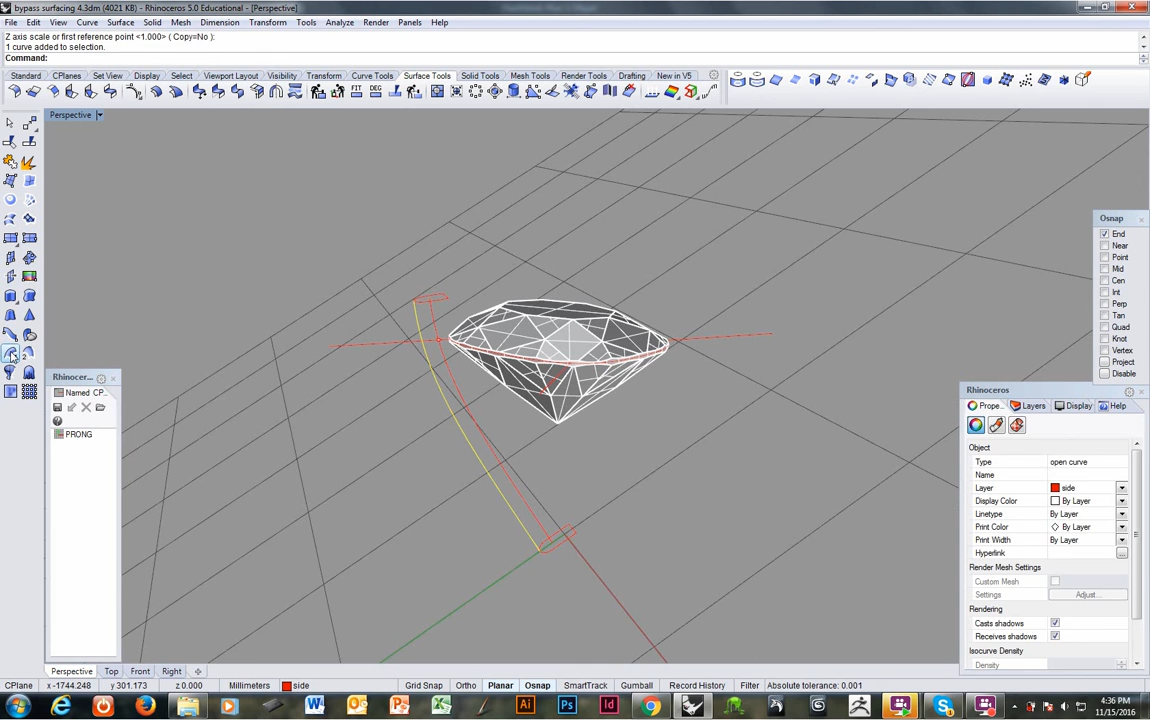 bypass surfacing 4.3dm (4021 KB) - Rhinoceros 5.0 Educational - [Perspective]
File Edit View Curve Surface Solid Mesh Dimension Transform Tools Analyze Render Panels Help
Z axis scale or first reference point <1.000> ( Copy=No ):
1 curve added to selection.
Command:
Standard CPlanes Set View Display Select Viewport Layout Visibility Transform Curve Tools Surface Tools Solid Tools Mesh Tools Render Tools Drafting New in V5
FIT DEG
Perspective
Osnap
End
Near
Point
Mid
Cen
Int
Perp
Tan
Quad
Knot
Vertex
Project
Disable
2
Rhinocer...
Named CP...
PRONG
Rhinoceros
Prope... Layers Display Help
Object
Type open curve
Name
Layer side
Display Color By Layer
Linetype By Layer
Print Color By Layer
Print Width By Layer
Hyperlink ...
Render Mesh Settings
Custom Mesh
Settings Adjust...
Rendering
Casts shadows
Receives shadows
Isocurve Density
Density
Perspective Top Front Right
CPlane x -1744.248 y 301.173 z 0.000 Millimeters side Grid Snap Ortho Planar Osnap SmartTrack Gumball Record History Filter Absolute tolerance: 0.001
4:36 PM
11/15/2016